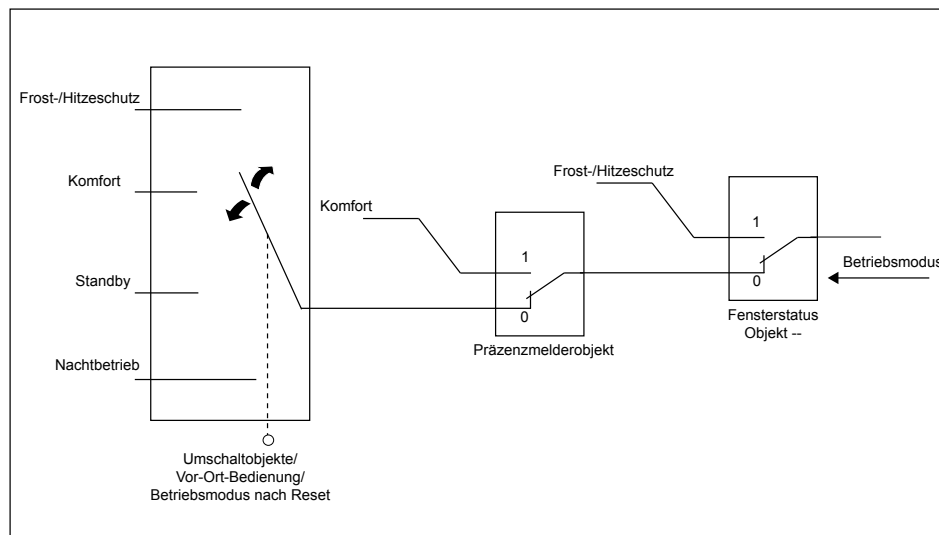 Frost-/Hitzeschutz
Komfort
Standby
Nachtbetrieb
Umschaltobjekte/
Vor-Ort-Bedienung/
Betriebsmodus nach Reset
Komfort
1
0
Präzenzmelderobjekt
Frost-/Hitzeschutz
1
0
Fensterstatus
Objekt --
Betriebsmodus